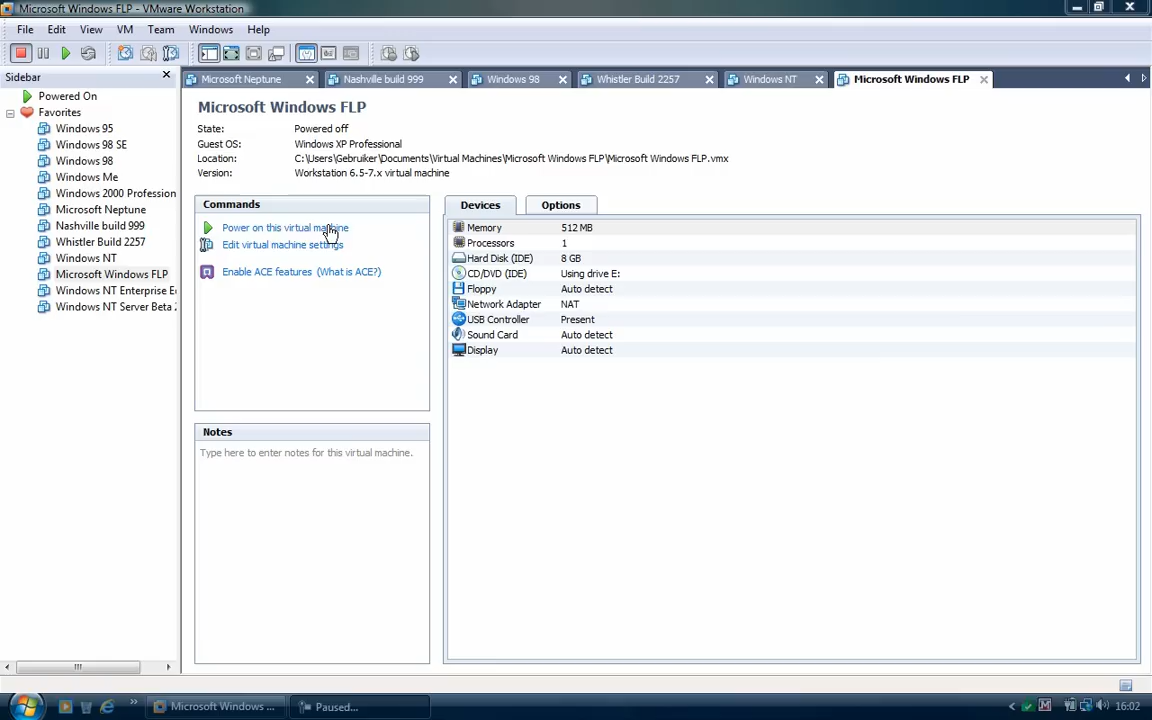 Microsoft Windows FLP - VMware Workstation
File Edit View VM Team Windows Help
Sidebar
Powered On
Favorites
Windows 95
Windows 98 SE
Windows 98
Windows Me
Windows 2000 Profession
Microsoft Neptune
Nashville build 999
Whistler Build 2257
Windows NT
Microsoft Windows FLP
Windows NT Enterprise E
Windows NT Server Beta 2
Microsoft Neptune Nashville build 999 Windows 98 Whistler Build 2257 Windows NT Microsoft Windows FLP
Microsoft Windows FLP
State: Powered off
Guest OS: Windows XP Professional
Location: C:\Users\Gebruiker\Documents\Virtual Machines\Microsoft Windows FLP\Microsoft Windows FLP.vmx
Version: Workstation 6.5-7.x virtual machine
Commands
Power on this virtual machine
Edit virtual machine settings
Enable ACE features (What is ACE?)
Notes
Type here to enter notes for this virtual machine.
Devices Options
Memory 512 MB
Processors 1
Hard Disk (IDE) 8 GB
CD/DVD (IDE) Using drive E:
Floppy Auto detect
Network Adapter NAT
USB Controller Present
Sound Card Auto detect
Display Auto detect
Microsoft Windows ... Paused... 16:02